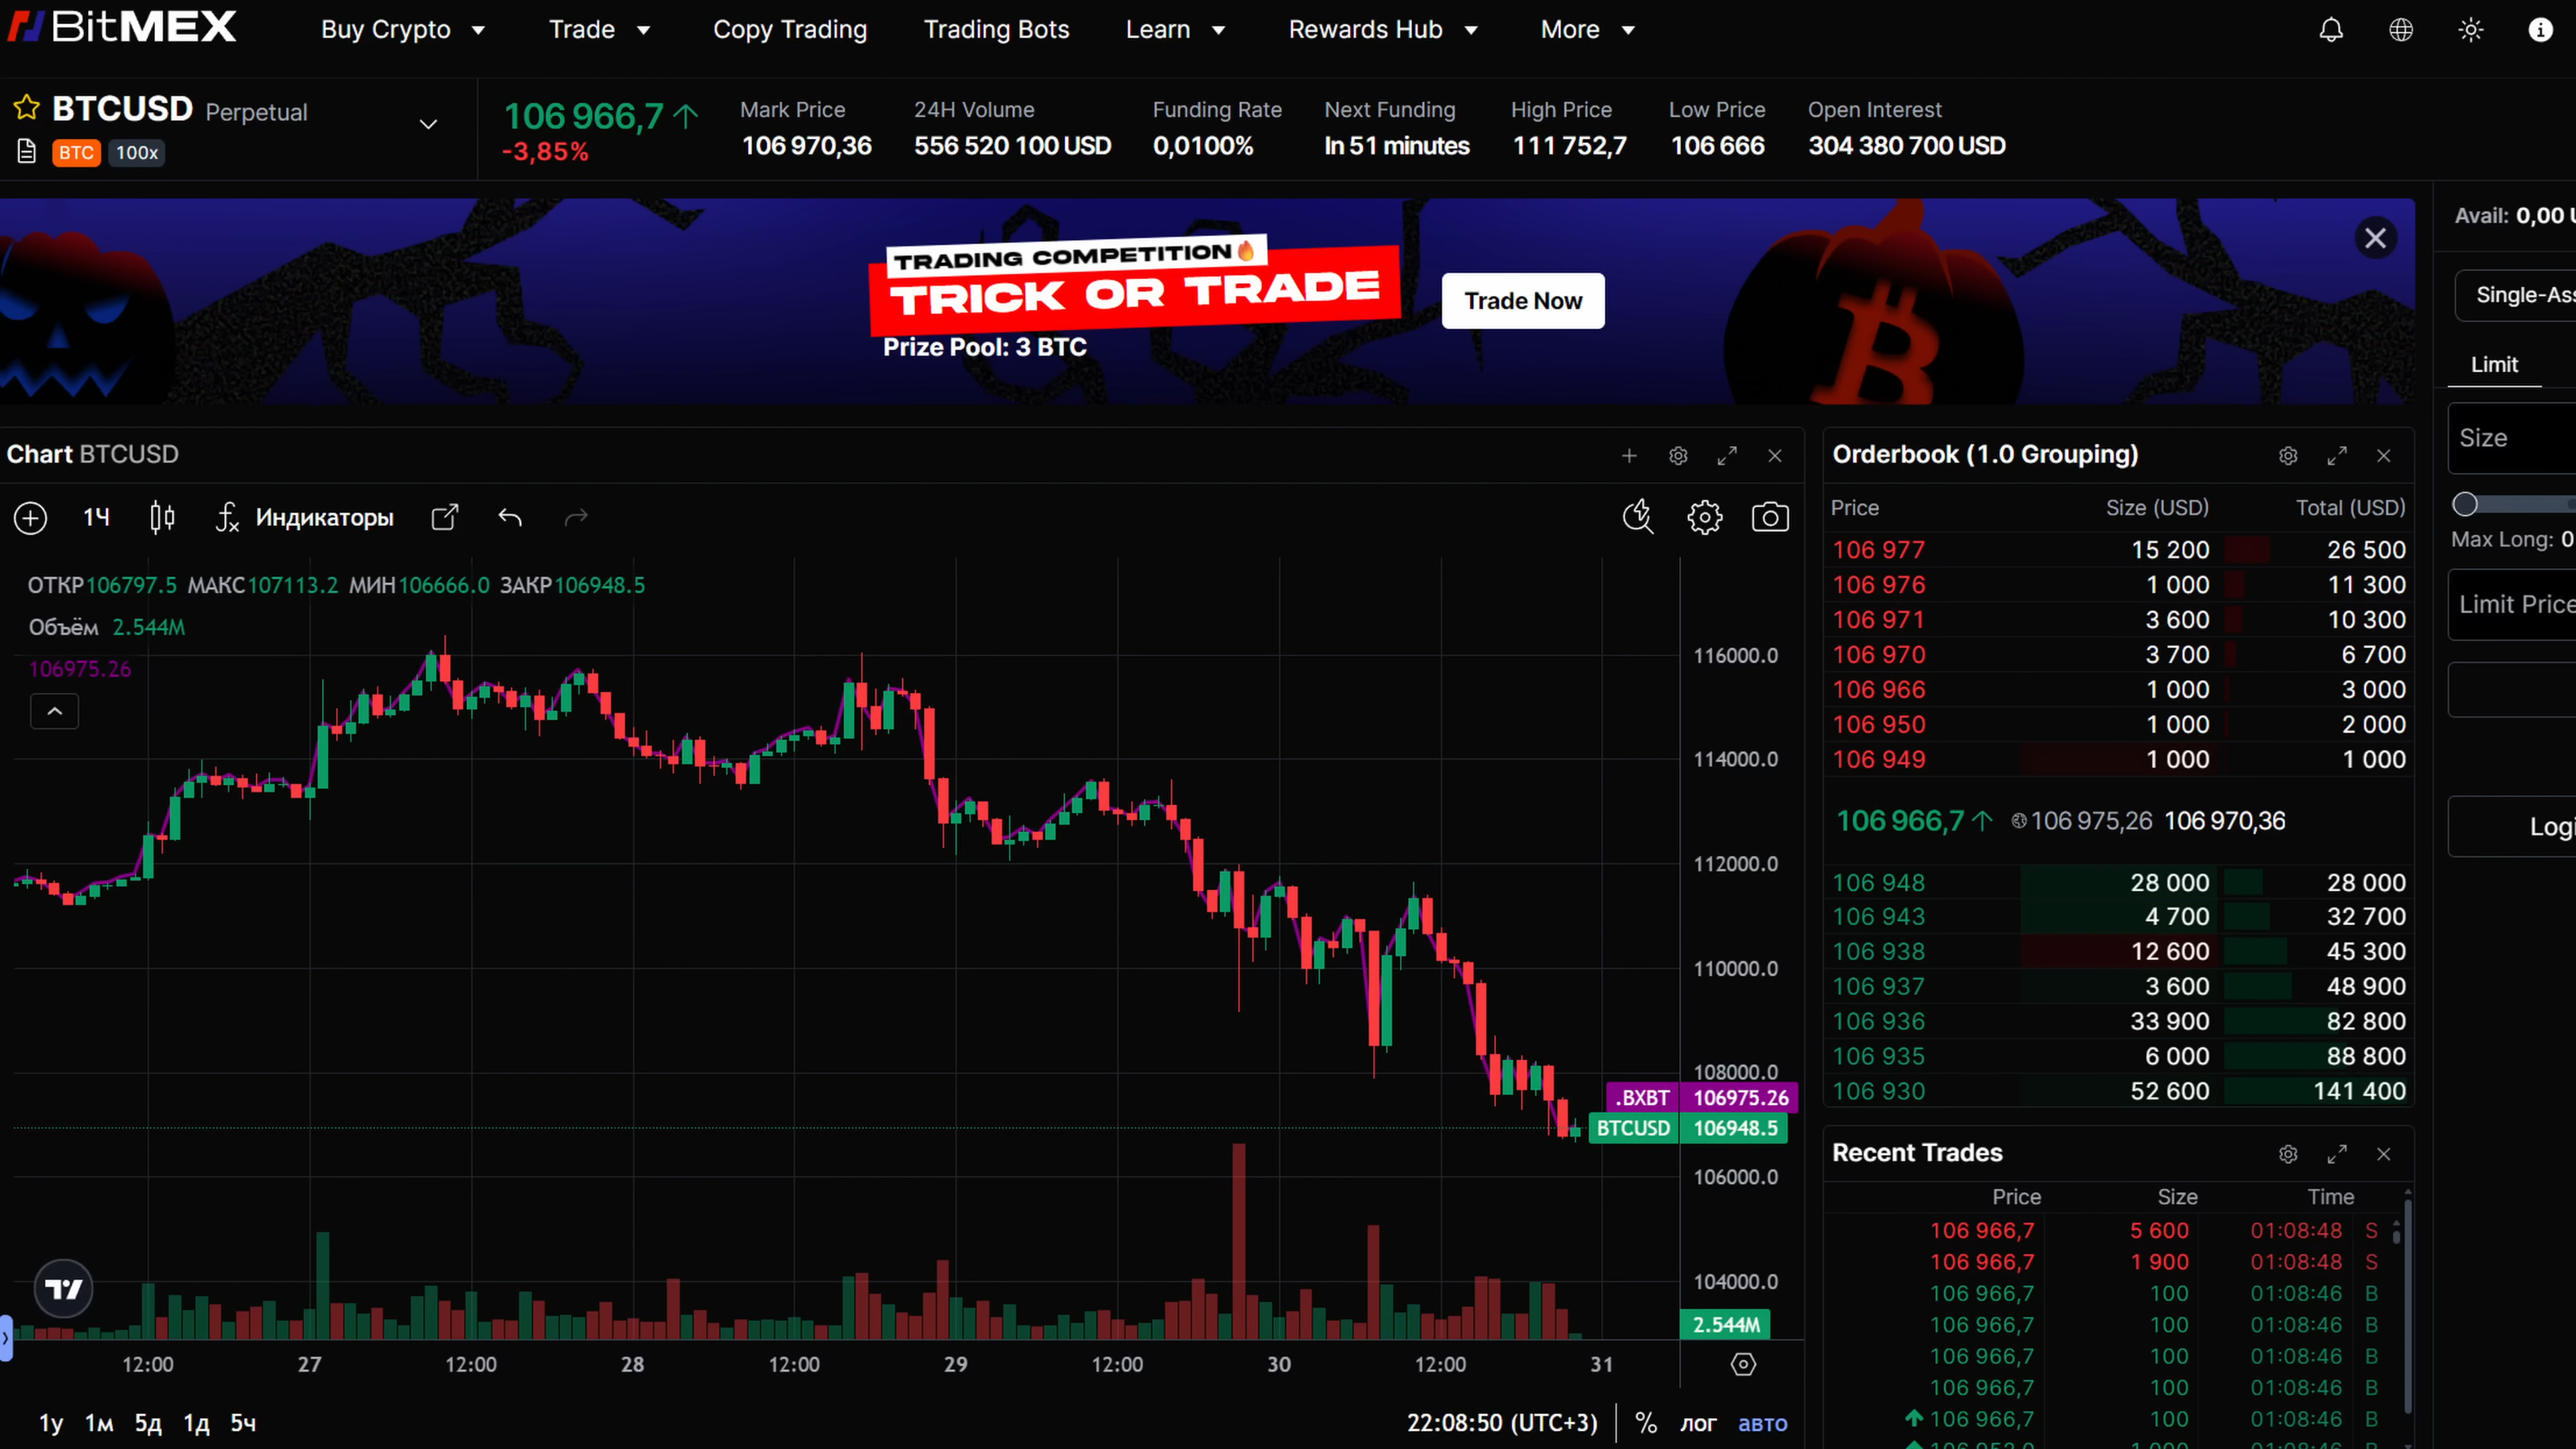 BitMEX
Buy Crypto Trade Copy Trading Trading Bots Learn Rewards Hub More
BTCUSD Perpetual
BTC 100x
106 966,7
-3,85%
Mark Price 24H Volume Funding Rate Next Funding High Price Low Price Open Interest
106 970,36 556 520 100 USD 0,0100% In 51 minutes 111 752,7 106 666 304 380 700 USD
TRADING COMPETITION
TRICK OR TRADE
Prize Pool: 3 BTC
Trade Now
Chart BTCUSD
1Ч Индикаторы
ОТКР106797.5 МАКС107113.2 МИН106666.0 ЗАКР106948.5
Объём 2.544M
106975.26
116000.0
114000.0
112000.0
110000.0
108000.0
.BXBT 106975.26
BTCUSD 106948.5
106000.0
104000.0
2.544M
12:00 27 12:00 28 12:00 29 12:00 30 12:00 31
1y 1м 5д 1д 5ч
22:08:50 (UTC+3) % лог авто
Orderbook (1.0 Grouping)
Price Size (USD) Total (USD)
106 977 15 200 26 500
106 976 1 000 11 300
106 971 3 600 10 300
106 970 3 700 6 700
106 966 1 000 3 000
106 950 1 000 2 000
106 949 1 000 1 000
106 966,7 106 975,26 106 970,36
106 948 28 000 28 000
106 943 4 700 32 700
106 938 12 600 45 300
106 937 3 600 48 900
106 936 33 900 82 800
106 935 6 000 88 800
106 930 52 600 141 400
Recent Trades
Price Size Time
106 966,7 5 600 01:08:48 S
106 966,7 1 900 01:08:48 S
106 966,7 100 01:08:46 B
106 966,7 100 01:08:46 B
106 966,7 100 01:08:46 B
106 966,7 100 01:08:46 B
106 966,7 100 01:08:46 B
Avail: 0,00
Single-Ass
Limit
Size
Max Long: 0
Limit Price
Logi